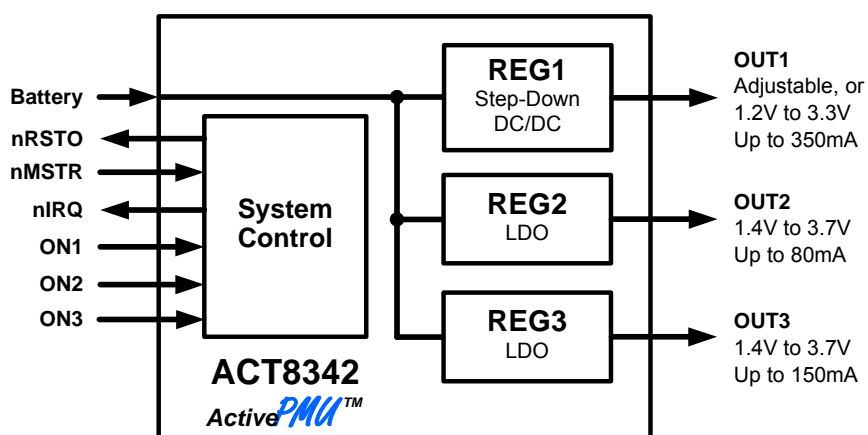 Battery
nRSTO
nMSTR
nIRQ
ON1
ON2
ON3
System
Control
REG1
Step-Down
DC/DC
REG2
LDO
REG3
LDO
ACT8342
ActivePMU™
OUT1
Adjustable, or
1.2V to 3.3V
Up to 350mA
OUT2
1.4V to 3.7V
Up to 80mA
OUT3
1.4V to 3.7V
Up to 150mA